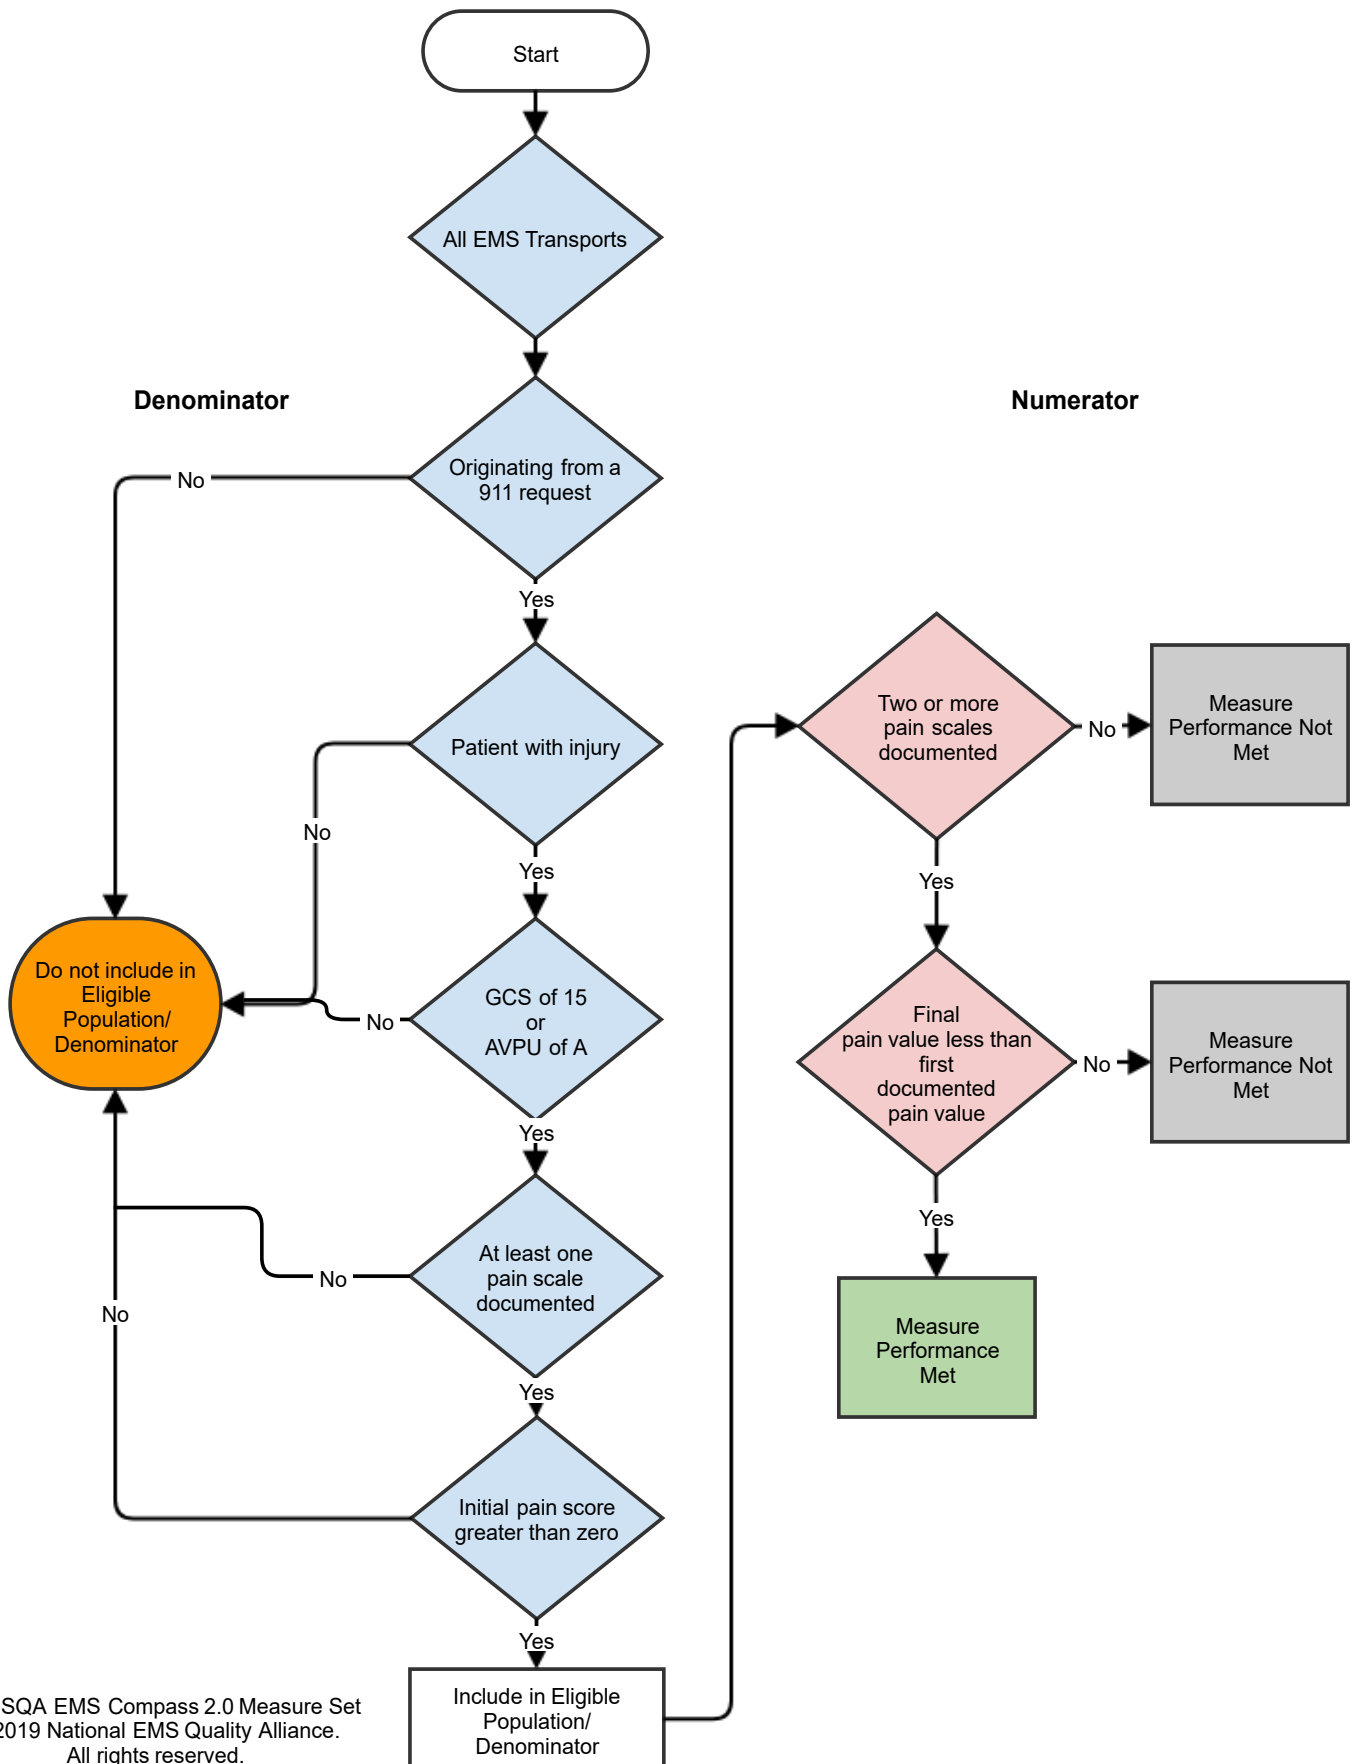 Start
All EMS Transports
Denominator
Numerator
Originating from a
911 request
No
Yes
Patient with injury
No
Yes
GCS of 15
or
AVPU of A
No
Do not include in
Eligible
Population/
Denominator
Yes
At least one
pain scale
documented
No
No
Yes
Initial pain score
greater than zero
Yes
Include in Eligible
Population/
Denominator
Two or more
pain scales
documented
No
Measure
Performance Not
Met
Yes
Final
pain value less than
first
documented
pain value
No
Measure
Performance Not
Met
Yes
Measure
Performance
Met
SQA EMS Compass 2.0 Measure Set
2019 National EMS Quality Alliance.
All rights reserved.